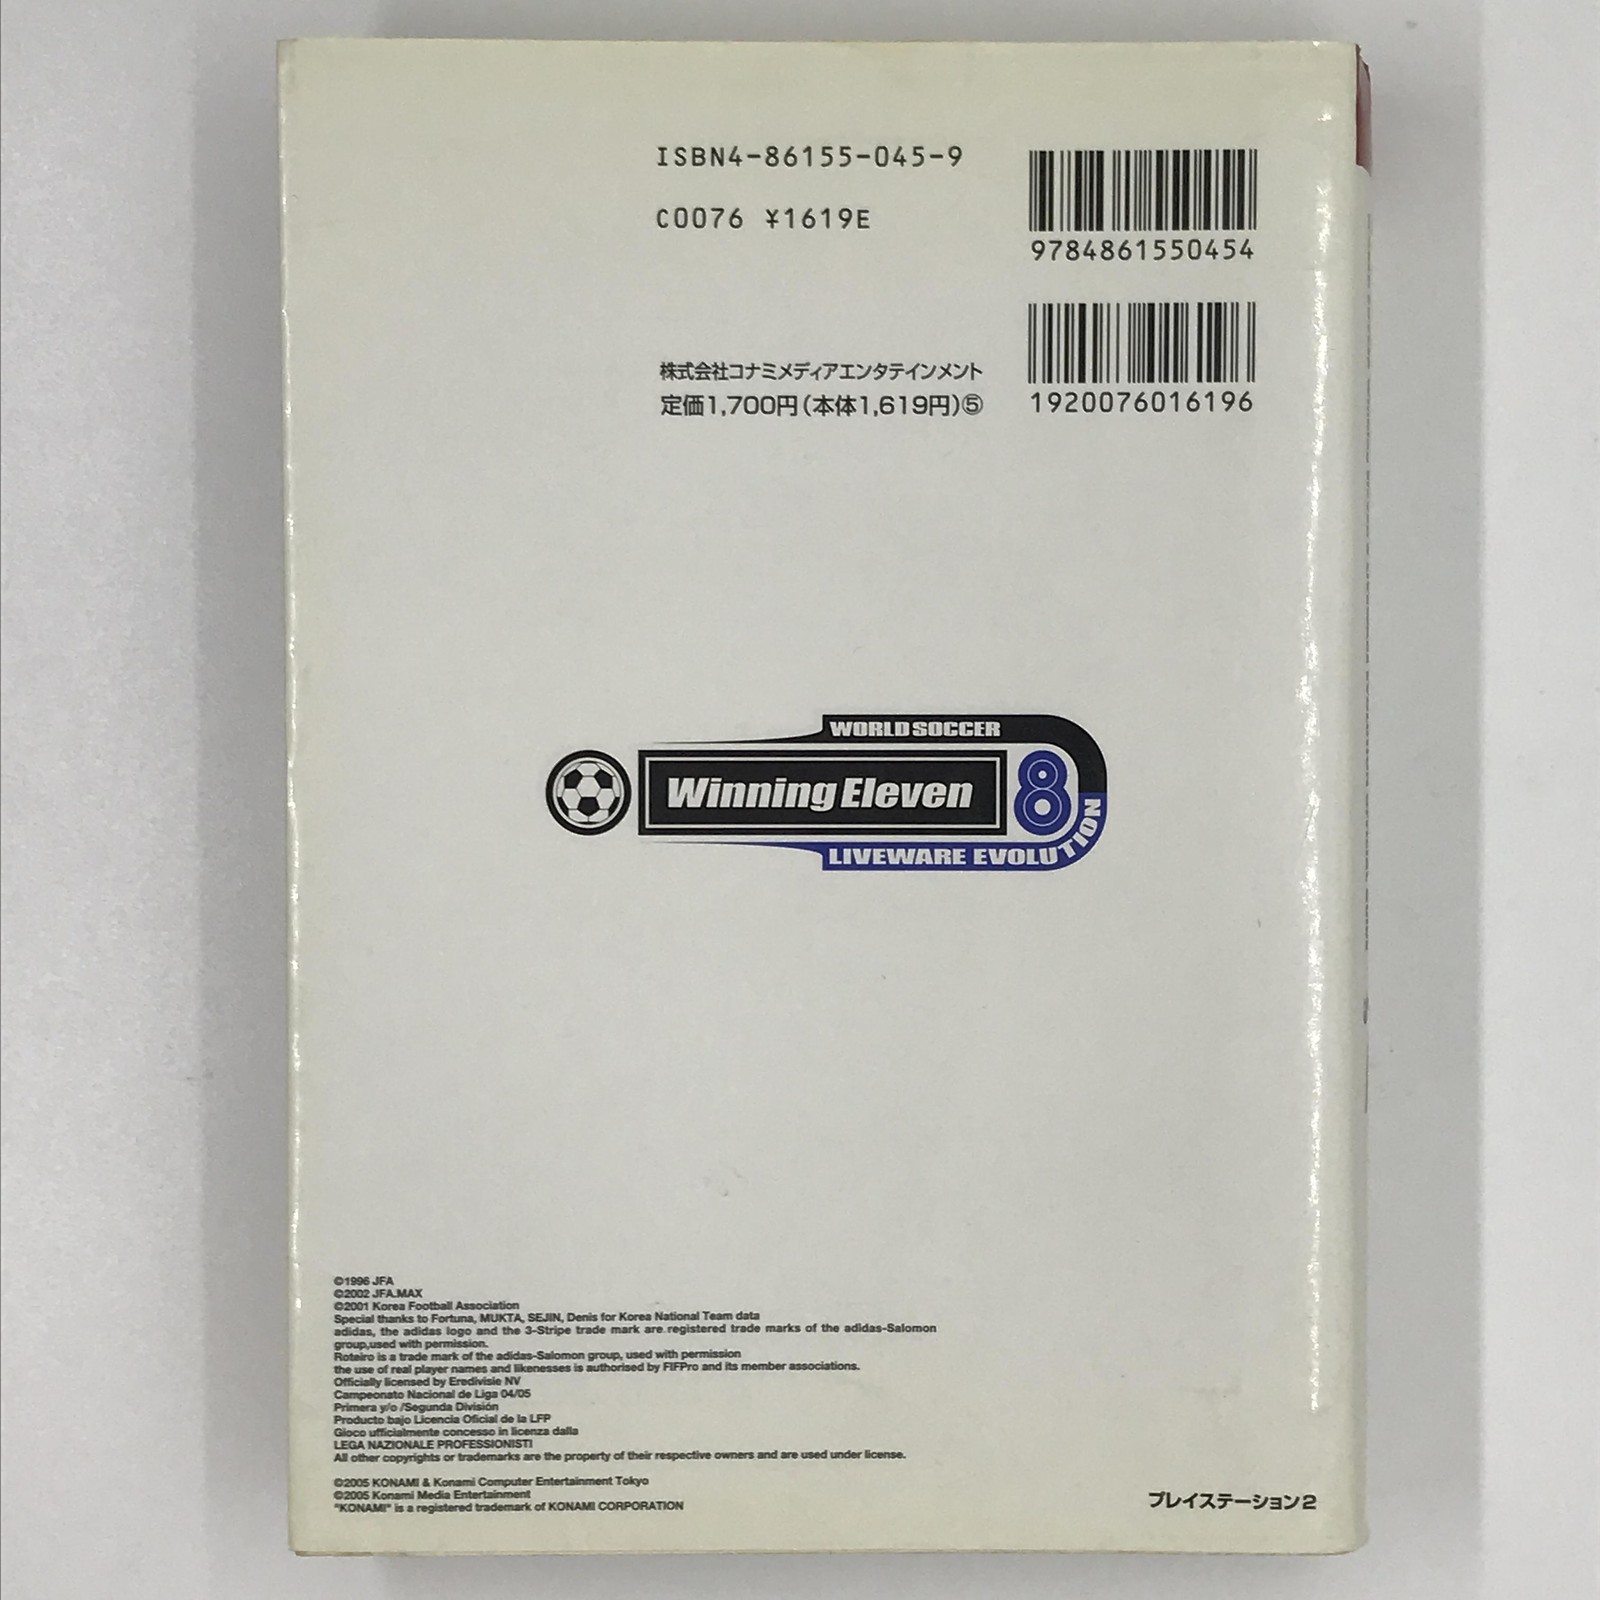 ISBN4-86155-045-9
C0076 ¥1619E
9784861550454
株式会社コナミメディアエンタテインメント
定価1,700円(本体1,619円)⑤
1920076016196
WORLD SOCCER
Winning Eleven 8
LIVEWARE EVOLUTION
©1996 JFA
©2002 JFA.MAX
©2001 Korea Football Association
Special thanks to Fortuna, MUKTA, SEJIN, Denis for Korea National Team data
adidas, the adidas logo and the 3-Stripe trade mark are registered trade marks of the adidas-Salomon
group,used with permission.
Roteiro is a trade mark of the adidas-Salomon group, used with permission
the use of real player names and likenesses is authorised by FIFPro and its member associations.
Officially licensed by Eredivisie NV
Campeonato Nacional de Liga 04/05
Primera y/o /Segunda División
Producto bajo Licencia Oficial de la LFP
Gioco ufficialmente concesso in licenza dalla
LEGA NAZIONALE PROFESSIONISTI
All other copyrights or trademarks are the property of their respective owners and are used under license.
©2005 KONAMI & Konami Computer Entertainment Tokyo
©2005 Konami Media Entertainment
"KONAMI" is a registered trademark of KONAMI CORPORATION
プレイステーション2